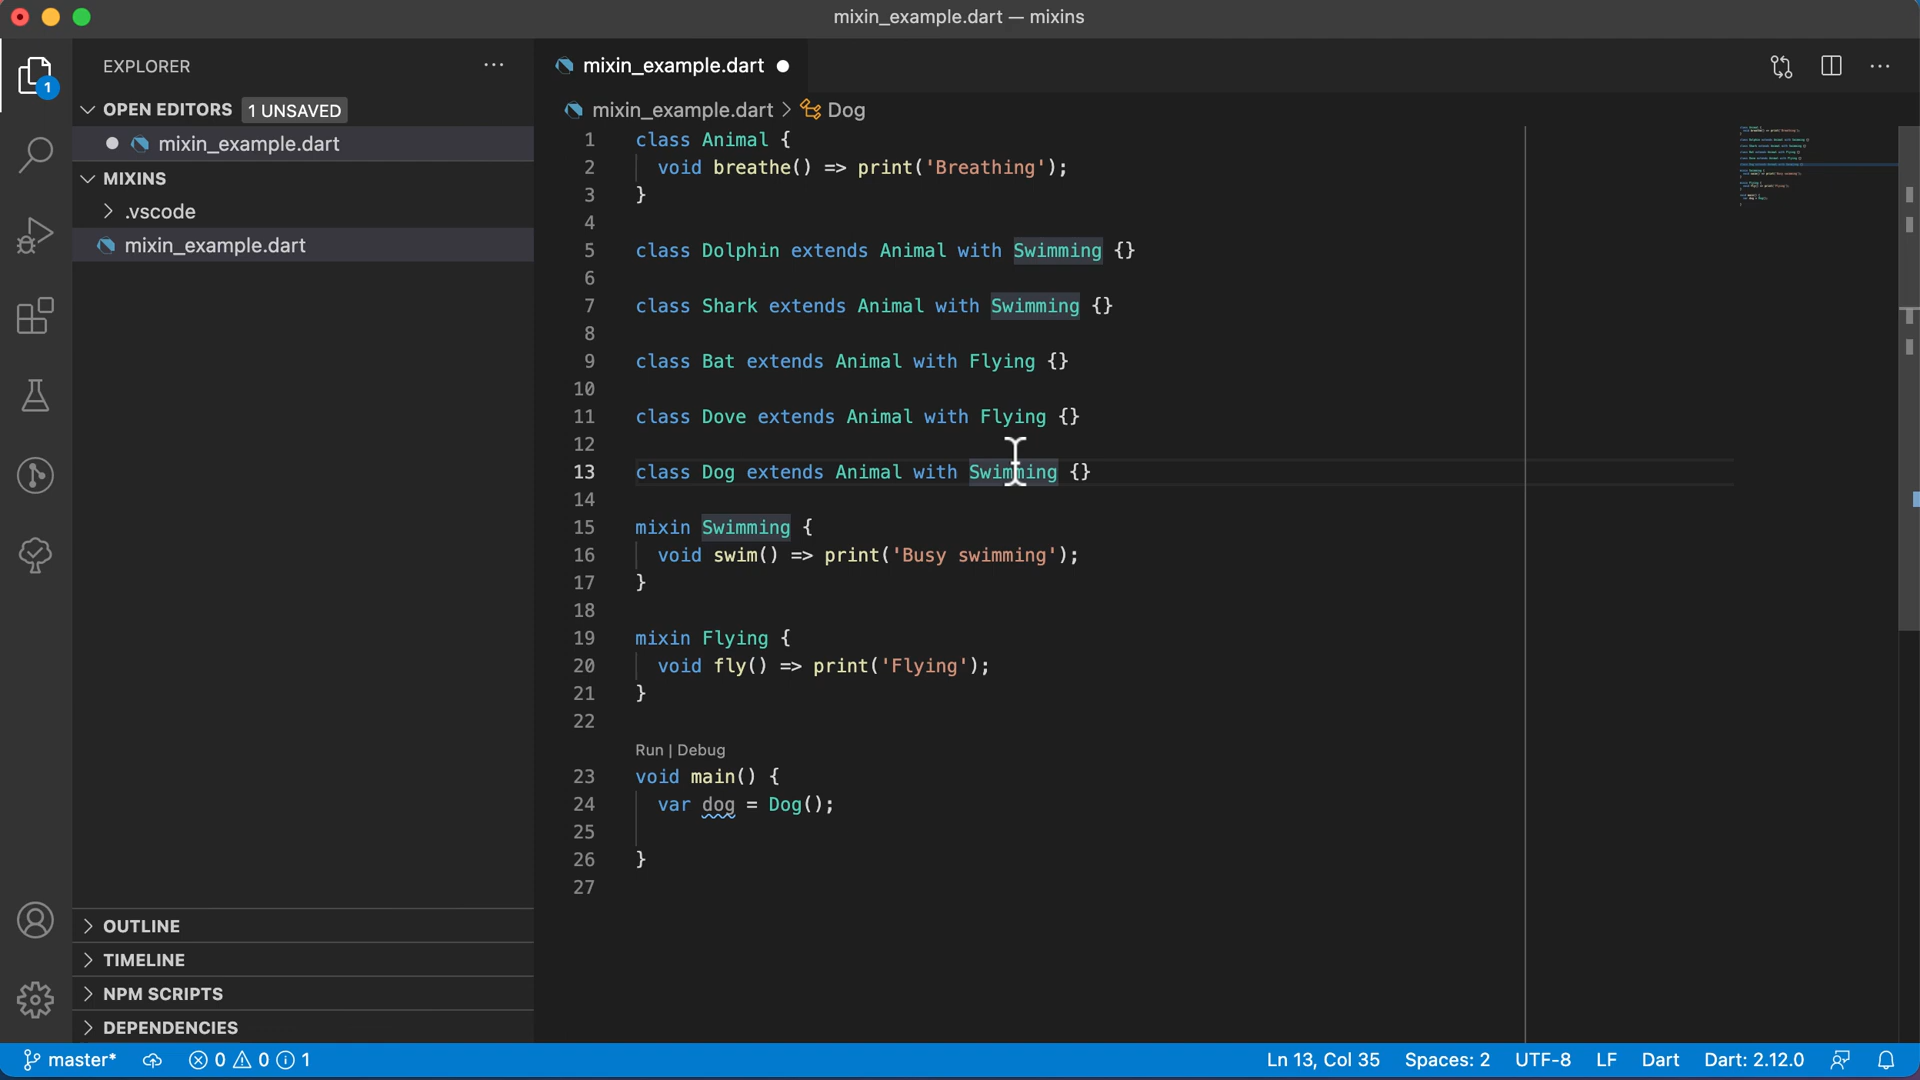 mixin_example.dart — mixins
EXPLORER
OPEN EDITORS 1 UNSAVED
mixin_example.dart
MIXINS
.vscode
mixin_example.dart
OUTLINE
TIMELINE
NPM SCRIPTS
DEPENDENCIES
1
mixin_example.dart
mixin_example.dart > Dog
1 class Animal {
2 void breathe() => print('Breathing');
3 }
4
5 class Dolphin extends Animal with Swimming {}
6
7 class Shark extends Animal with Swimming {}
8
9 class Bat extends Animal with Flying {}
10
11 class Dove extends Animal with Flying {}
12
13 class Dog extends Animal with Swimming {}
14
15 mixin Swimming {
16 void swim() => print('Busy swimming');
17 }
18
19 mixin Flying {
20 void fly() => print('Flying');
21 }
22
Run | Debug
23 void main() {
24 var dog = Dog();
25
26 }
27
master* 0 0 1 Ln 13, Col 35 Spaces: 2 UTF-8 LF Dart Dart: 2.12.0